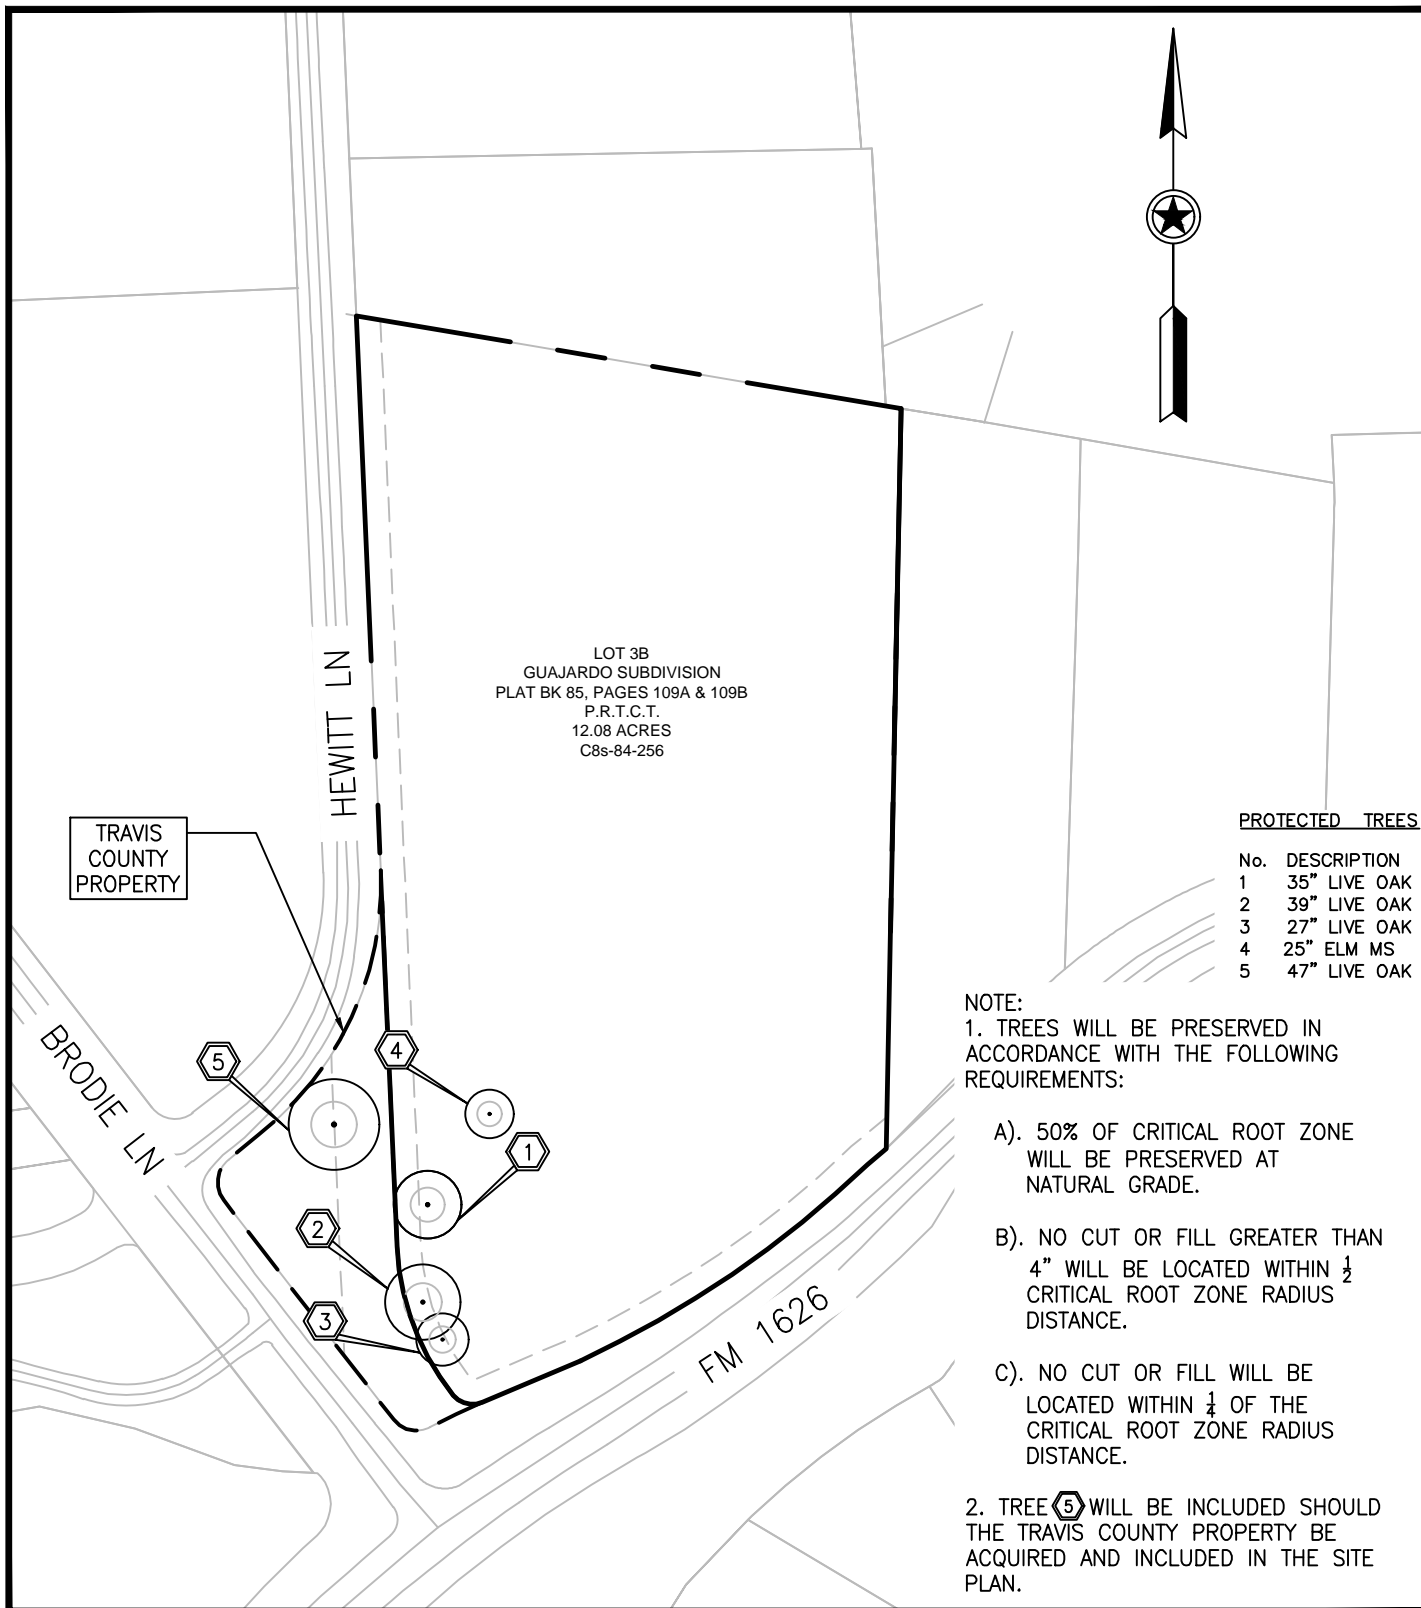 LOT 3B
GUAJARDO SUBDIVISION
PLAT BK 85, PAGES 109A & 109B
P.R.T.C.T.
12.08 ACRES
C8s-84-256
HEWITT LN
TRAVIS
COUNTY
PROPERTY
BRODIE LN
FM 1626
5
4
1
2
3
PROTECTED TREES
No. DESCRIPTION
1 35" LIVE OAK
2 39" LIVE OAK
3 27" LIVE OAK
4 25" ELM MS
5 47" LIVE OAK
NOTE:
1. TREES WILL BE PRESERVED IN
ACCORDANCE WITH THE FOLLOWING
REQUIREMENTS:
A). 50% OF CRITICAL ROOT ZONE
WILL BE PRESERVED AT
NATURAL GRADE.
B). NO CUT OR FILL GREATER THAN
4" WILL BE LOCATED WITHIN 1/2
CRITICAL ROOT ZONE RADIUS
DISTANCE.
C). NO CUT OR FILL WILL BE
LOCATED WITHIN 1/4 OF THE
CRITICAL ROOT ZONE RADIUS
DISTANCE.
2. TREE 5 WILL BE INCLUDED SHOULD
THE TRAVIS COUNTY PROPERTY BE
ACQUIRED AND INCLUDED IN THE SITE
PLAN.